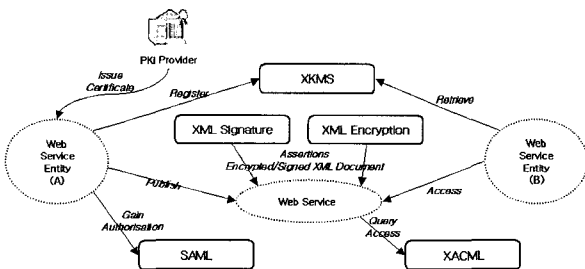 PKI Provider
Issue
Certificate
XKMS
Register
Retrieve
XML Signature
XML Encryption
Web
Service
Entity
(A)
Assertions
Encrypted/Signed XML Document
Web
Service
Entity
(B)
Publish
Web Service
Access
Gain
Authorisation
Query
Access
SAML
XACML